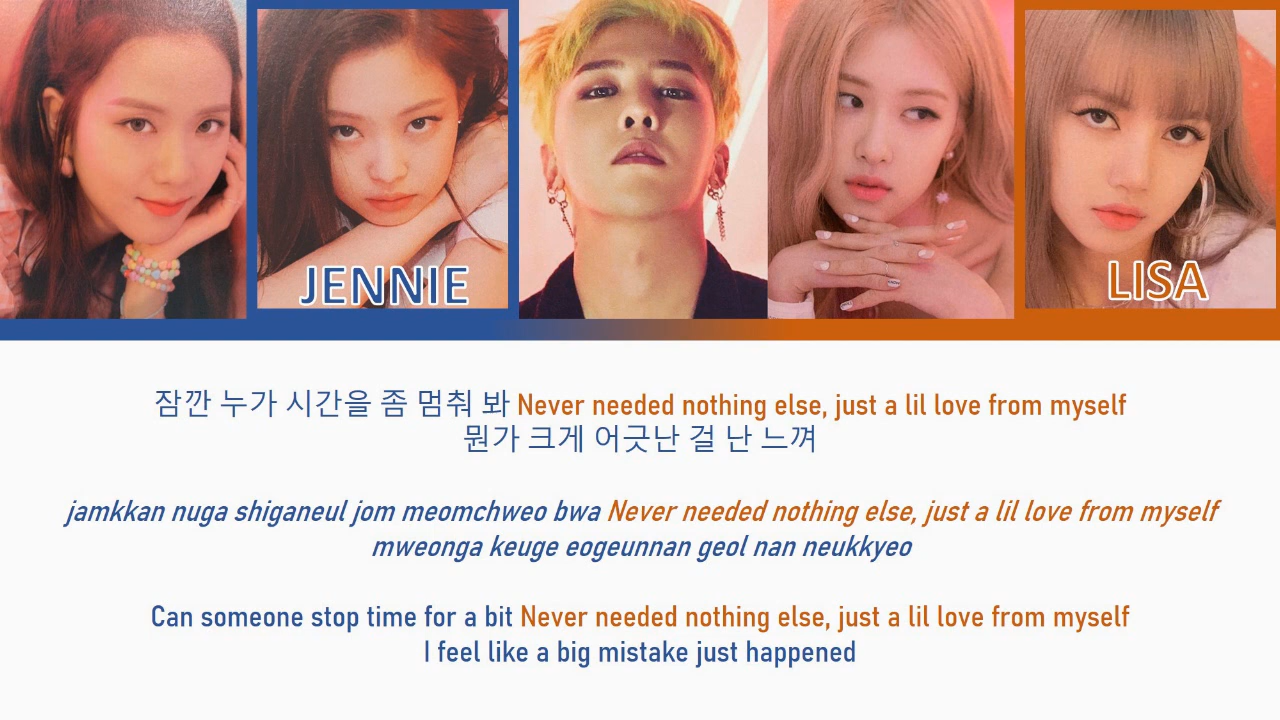 JENNIE
LISA
잠깐 누가 시간을 좀 멈춰 봐 Never needed nothing else, just a lil love from myself
뭔가 크게 어긋난 걸 난 느껴
jamkkan nuga shiganeul jom meomchweo bwa Never needed nothing else, just a lil love from myself
mweonga keuge eogeunnan geol nan neukkyeo
Can someone stop time for a bit Never needed nothing else, just a lil love from myself
I feel like a big mistake just happened